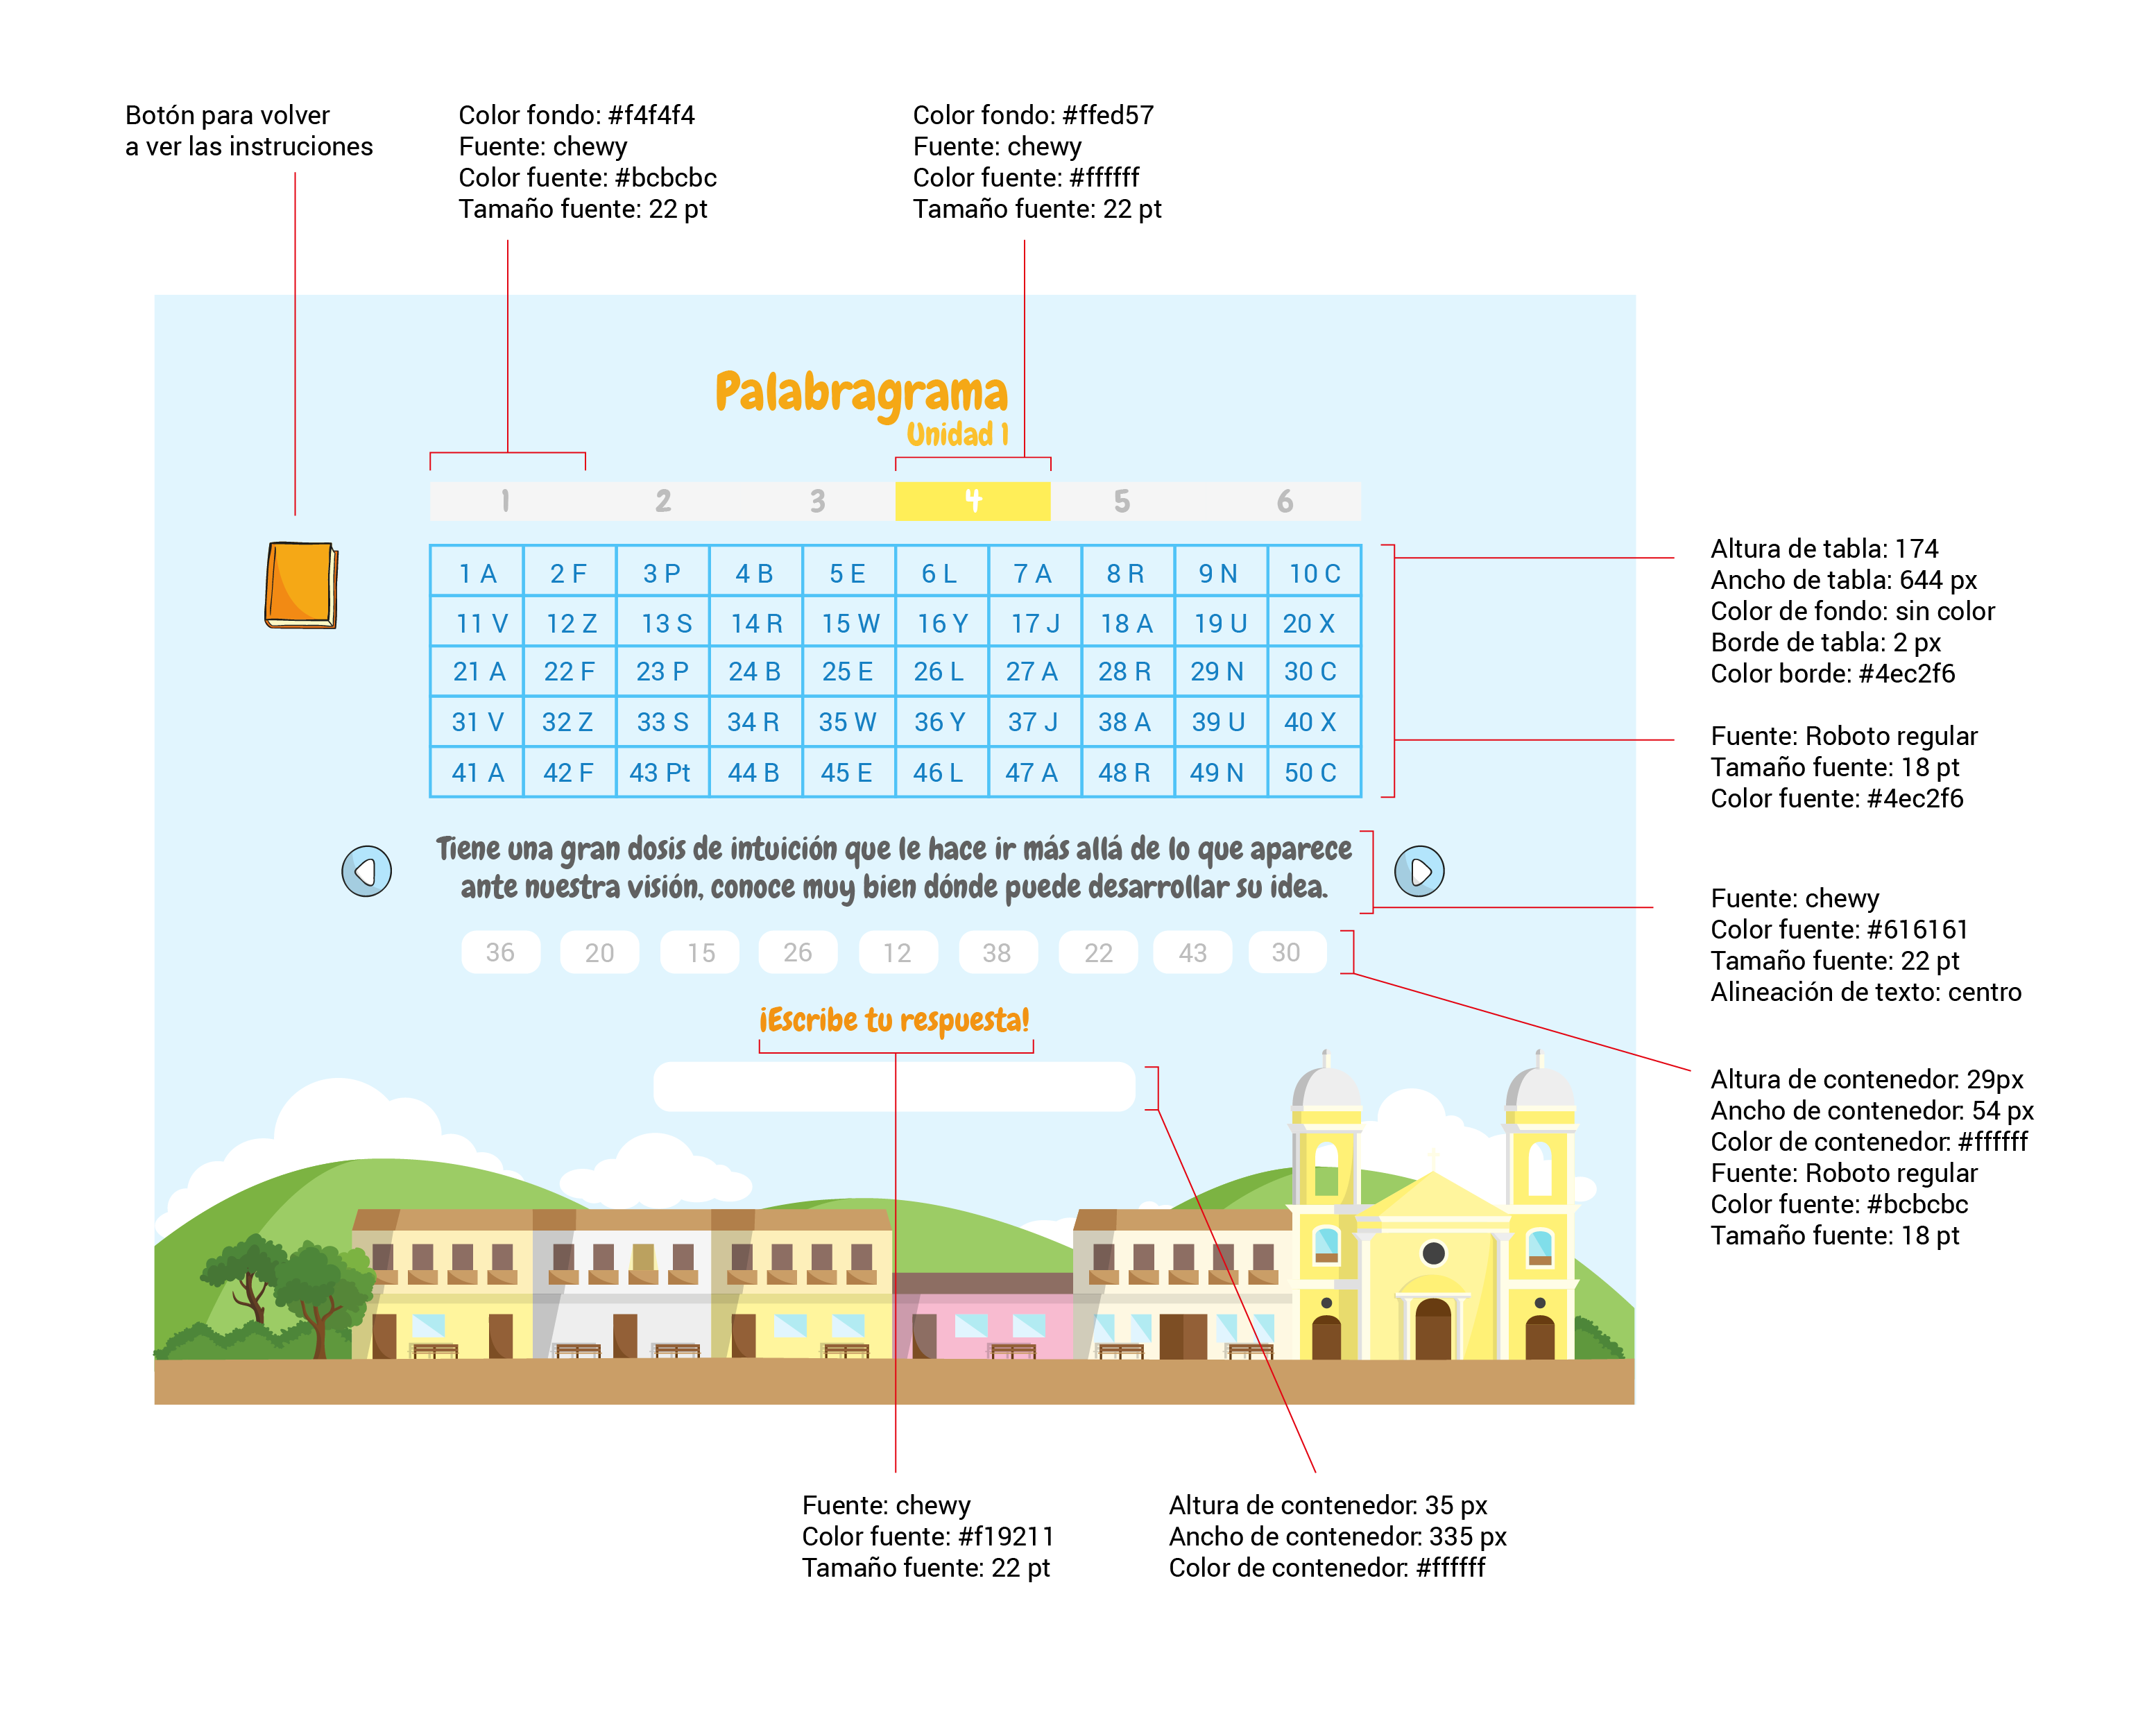 Botón para volver
a ver las instruciones
Color fondo: #f4f4f4
Fuente: chewy
Color fuente: #bcbcbc
Tamaño fuente: 22 pt
Color fondo: #ffed57
Fuente: chewy
Color fuente: #ffffff
Tamaño fuente: 22 pt
Palabragrama
Unidad 1
1 2 3 4 5 6
1 A 2 F 3 P 4 B 5 E 6 L 7 A 8 R 9 N 10 C
11 V 12 Z 13 S 14 R 15 W 16 Y 17 J 18 A 19 U 20 X
21 A 22 F 23 P 24 B 25 E 26 L 27 A 28 R 29 N 30 C
31 V 32 Z 33 S 34 R 35 W 36 Y 37 J 38 A 39 U 40 X
41 A 42 F 43 Pt 44 B 45 E 46 L 47 A 48 R 49 N 50 C
Altura de tabla: 174
Ancho de tabla: 644 px
Color de fondo: sin color
Borde de tabla: 2 px
Color borde: #4ec2f6
Fuente: Roboto regular
Tamaño fuente: 18 pt
Color fuente: #4ec2f6
Tiene una gran dosis de intuición que le hace ir más allá de lo que aparece
ante nuestra visión, conoce muy bien dónde puede desarrollar su idea.
Fuente: chewy
Color fuente: #616161
Tamaño fuente: 22 pt
Alineación de texto: centro
36 20 15 26 12 38 22 43 30
¡Escribe tu respuesta!
Altura de contenedor: 29px
Ancho de contenedor: 54 px
Color de contenedor: #ffffff
Fuente: Roboto regular
Color fuente: #bcbcbc
Tamaño fuente: 18 pt
Fuente: chewy
Color fuente: #f19211
Tamaño fuente: 22 pt
Altura de contenedor: 35 px
Ancho de contenedor: 335 px
Color de contenedor: #ffffff